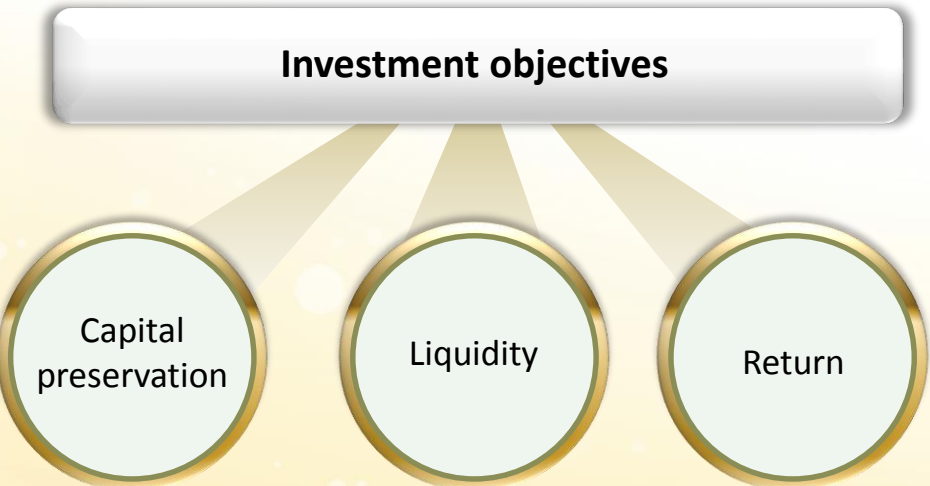 Investment objectives
Capital
preservation
Liquidity
Return